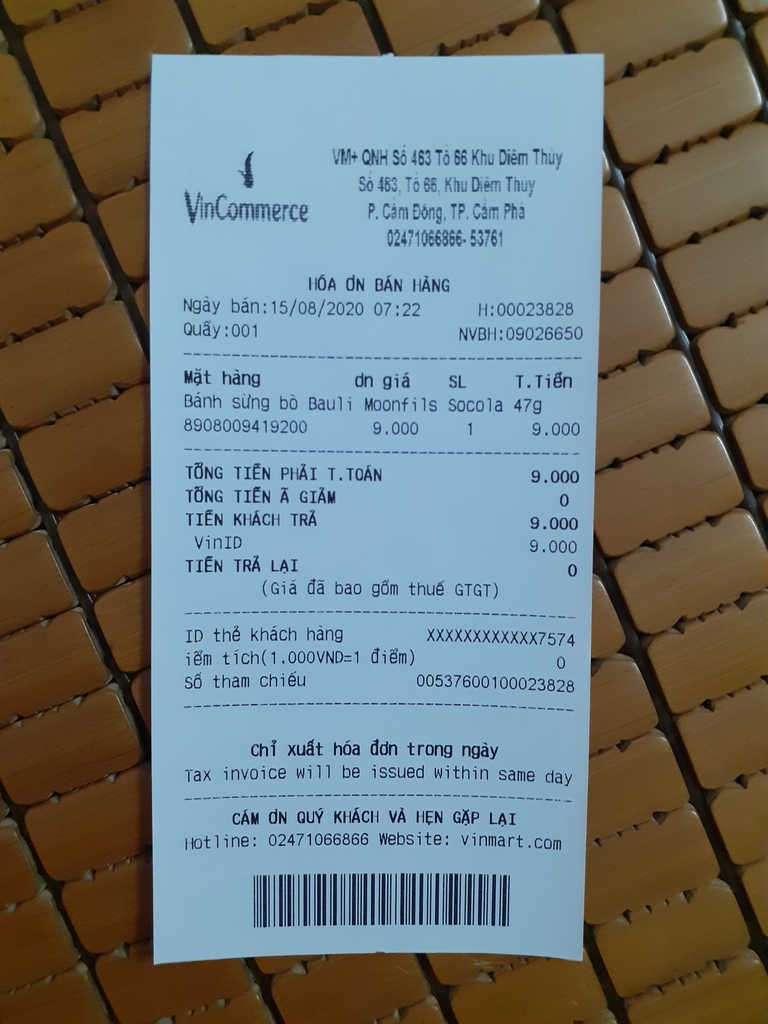 VinCommerce
VM+ QNH Số 463 Tổ 66 Khu Diêm Thủy
Số 463, Tổ 66, Khu Diêm Thủy
P. Cẩm Đông, TP. Cẩm Phả
02471066866- 53761
HÓA ƠN BÁN HÀNG
Ngày bán:15/08/2020 07:22 H:00023828
Quầy:001 NVBH:09026650
Mặt hàng ơn giá SL T.Tiền
Bánh sừng bò Bauli Moonfils Socola 47g
8908009419200 9.000 1 9.000
TỔNG TIỀN PHẢI T.TOÁN 9.000
TỔNG TIỀN Ã GIẢM 0
TIỀN KHÁCH TRẢ 9.000
VinID 9.000
TIỀN TRẢ LẠI 0
(Giá đã bao gồm thuế GTGT)
ID thẻ khách hàng XXXXXXXXXXXX7574
iểm tích(1.000VND=1 điểm) 0
Số tham chiếu 00537600100023828
Chỉ xuất hóa đơn trong ngày
Tax invoice will be issued within same day
CẢM ƠN QUÝ KHÁCH VÀ HẸN GẶP LẠI
Hotline: 02471066866 Website: vinmart.com